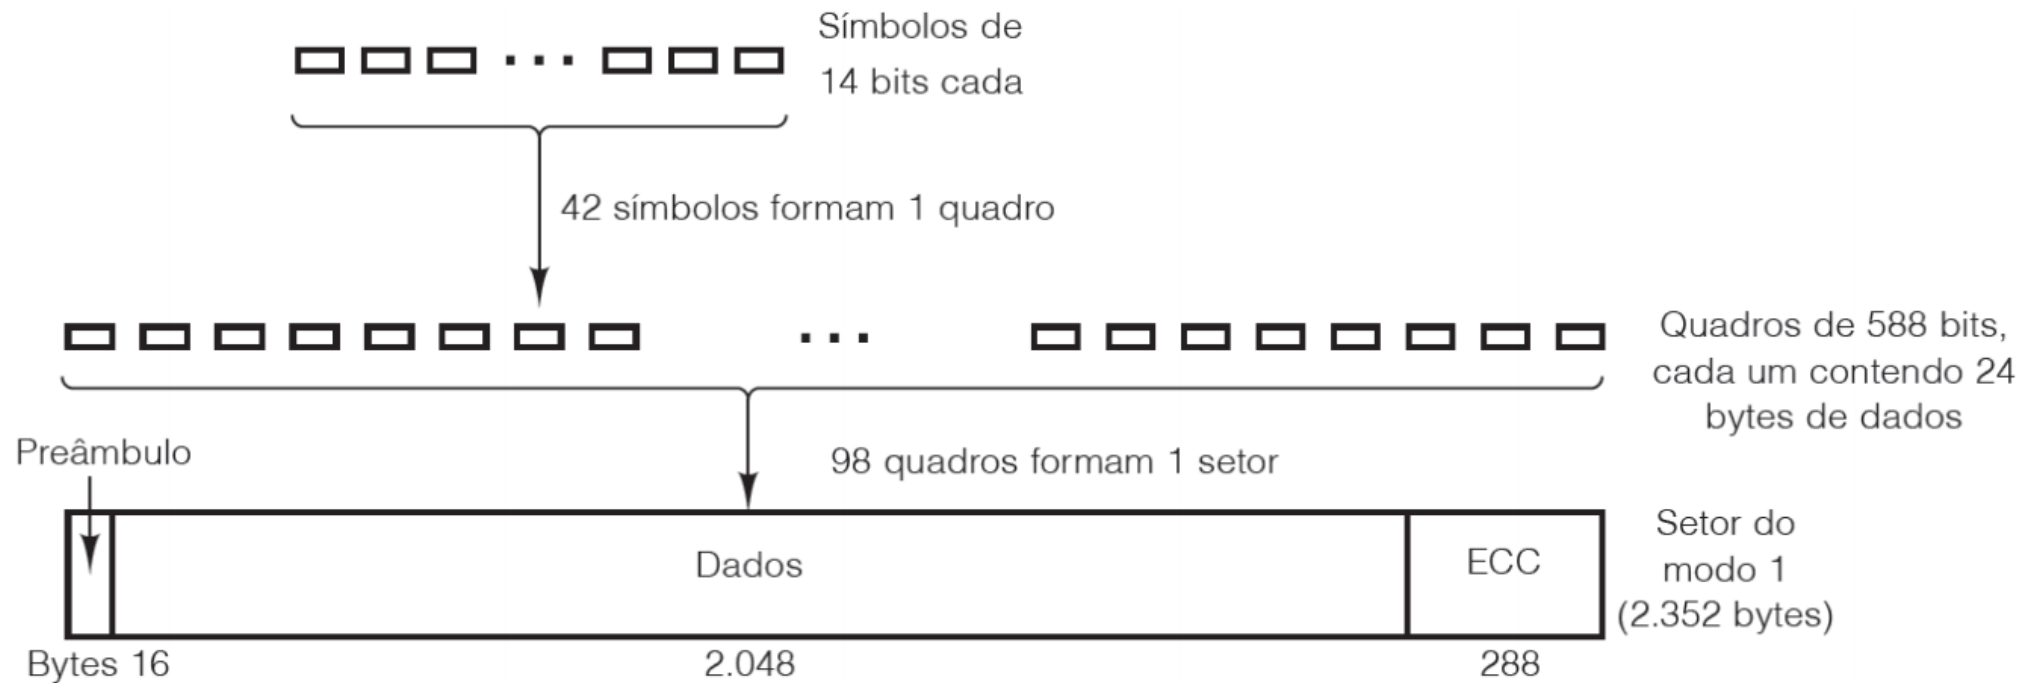 Símbolos de
14 bits cada
42 símbolos formam 1 quadro
Quadros de 588 bits,
cada um contendo 24
bytes de dados
Preâmbulo
98 quadros formam 1 setor
Dados
ECC
Setor do
modo 1
(2.352 bytes)
Bytes 16
2.048
288